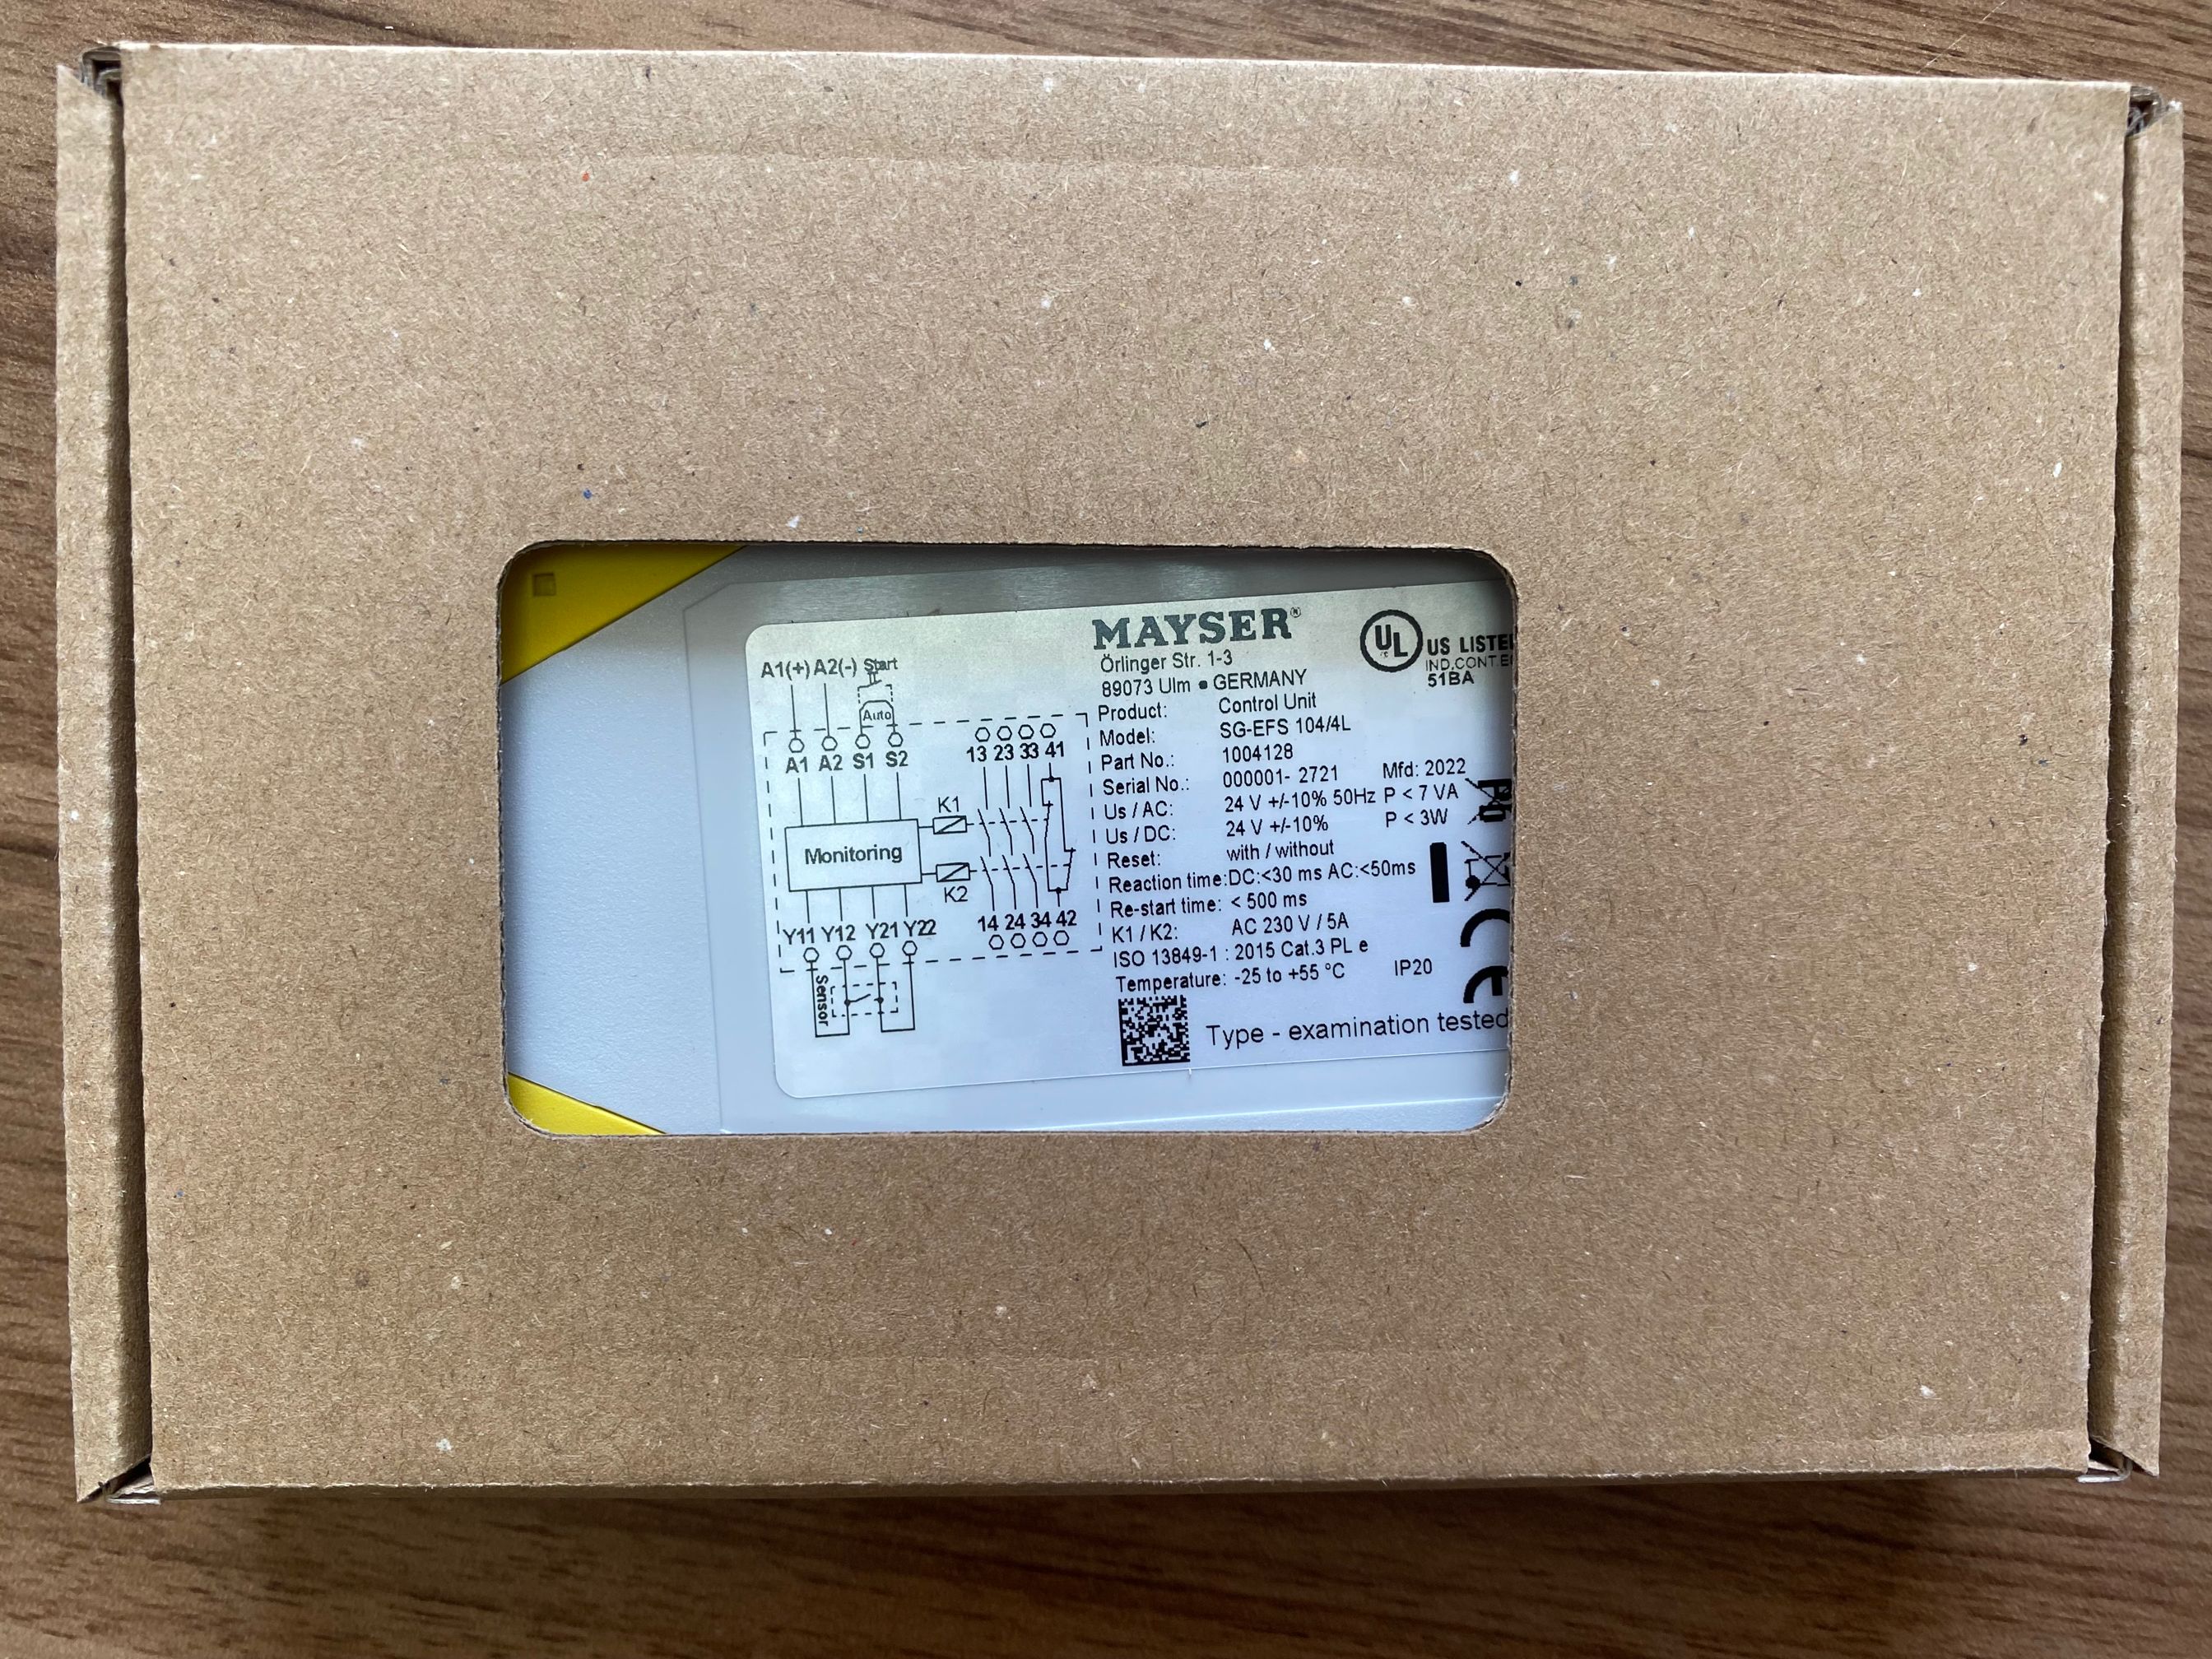 A1(+) A2(-) Start
Auto
A1 A2 S1 S2
13 23 33 41
K1
Monitoring
K2
14 24 34 42
Y11 Y12 Y21 Y22
Sensor
MAYSER®
Örlinger Str. 1-3
89073 Ulm ▪ GERMANY
UL US LISTE
IND.CONT.E
51BA
Product: Control Unit
Model: SG-EFS 104/4L
Part No.: 1004128
Serial No.: 000001- 2721 Mfd: 2022
Us / AC: 24 V +/-10% 50Hz P < 7 VA
Us / DC: 24 V +/-10% P < 3W
Reset: with / without
Reaction time: DC:<30 ms AC:<50ms
Re-start time: < 500 ms
K1 / K2: AC 230 V / 5A
ISO 13849-1 : 2015 Cat.3 PL e
Temperature: -25 to +55 °C IP20
Type - examination tested
Pb
CE